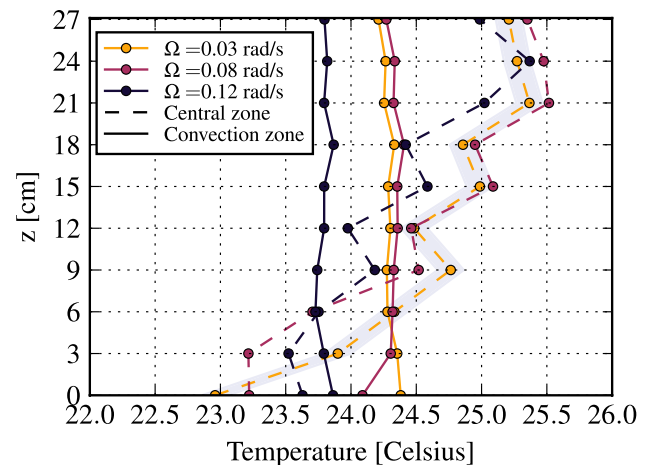 27
24
21
18
15
12
9
6
3
0
z [cm]
Ω =0.03 rad/s
Ω =0.08 rad/s
Ω =0.12 rad/s
Central zone
Convection zone
22.0 22.5 23.0 23.5 24.0 24.5 25.0 25.5 26.0
Temperature [Celsius]